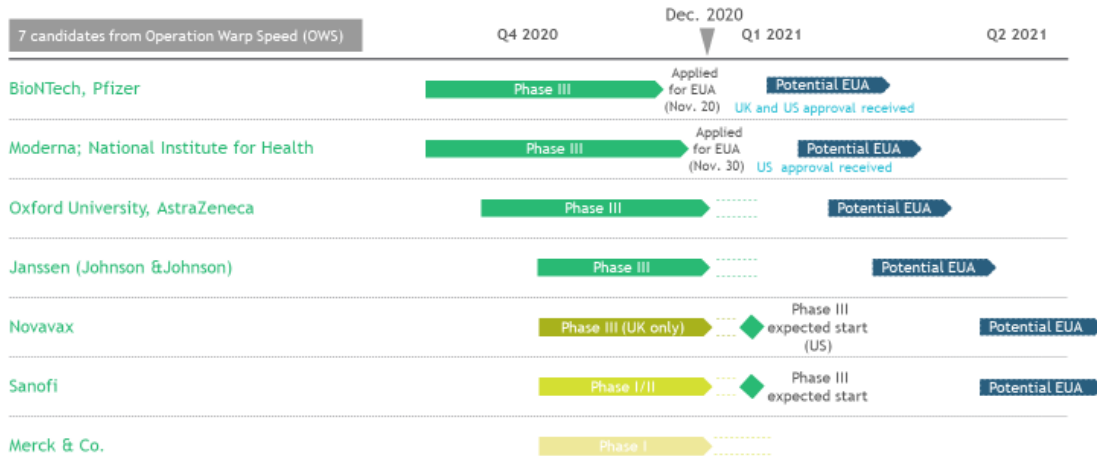 Dec. 2020
7 candidates from Operation Warp Speed (OWS)
Q4 2020
Q1 2021
Q2 2021
BioNTech, Pfizer
Phase III
Applied
for EUA
(Nov. 20)
Potential EUA
UK and US approval received
Moderna; National Institute for Health
Phase III
Applied
for EUA
(Nov. 30)
Potential EUA
US approval received
Oxford University, AstraZeneca
Phase III
Potential EUA
Janssen (Johnson &Johnson)
Phase III
Potential EUA
Novavax
Phase III (UK only)
Phase III
expected start
(US)
Potential EUA
Sanofi
Phase I/II
Phase III
expected start
Potential EUA
Merck & Co.
Phase I